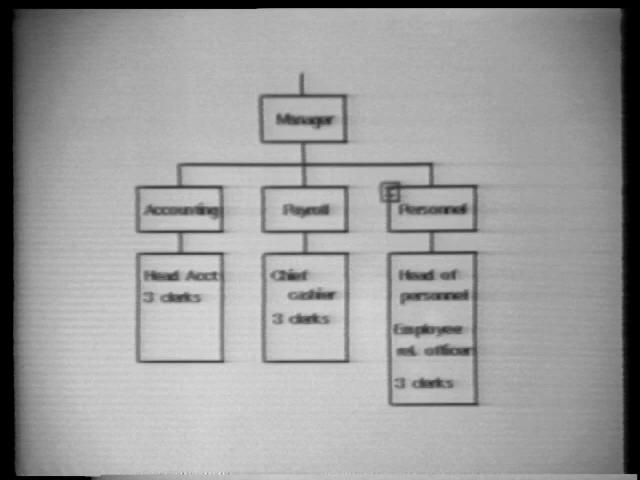 Manager
Accounting
Payroll
Personnel
Head Acct
3 clerks
Chief
cashier
3 clerks
Head of
personnel
Employee
rel. officer
3 clerks